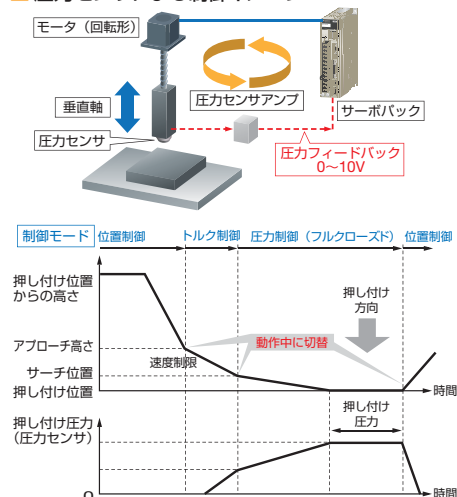 モータ（回転形）
垂直軸
圧力センサアンプ
サーボパック
圧力センサ
圧力フィードバック
0～10V
制御モード 位置制御 トルク制御 圧力制御（フルクローズド） 位置制御
押し付け位置
からの高さ
押し付け
方向
アプローチ高さ
動作中に切替
速度制限
サーチ位置
押し付け位置
時間
押し付け
圧力
押し付け圧力
（圧力センサ）
0
時間